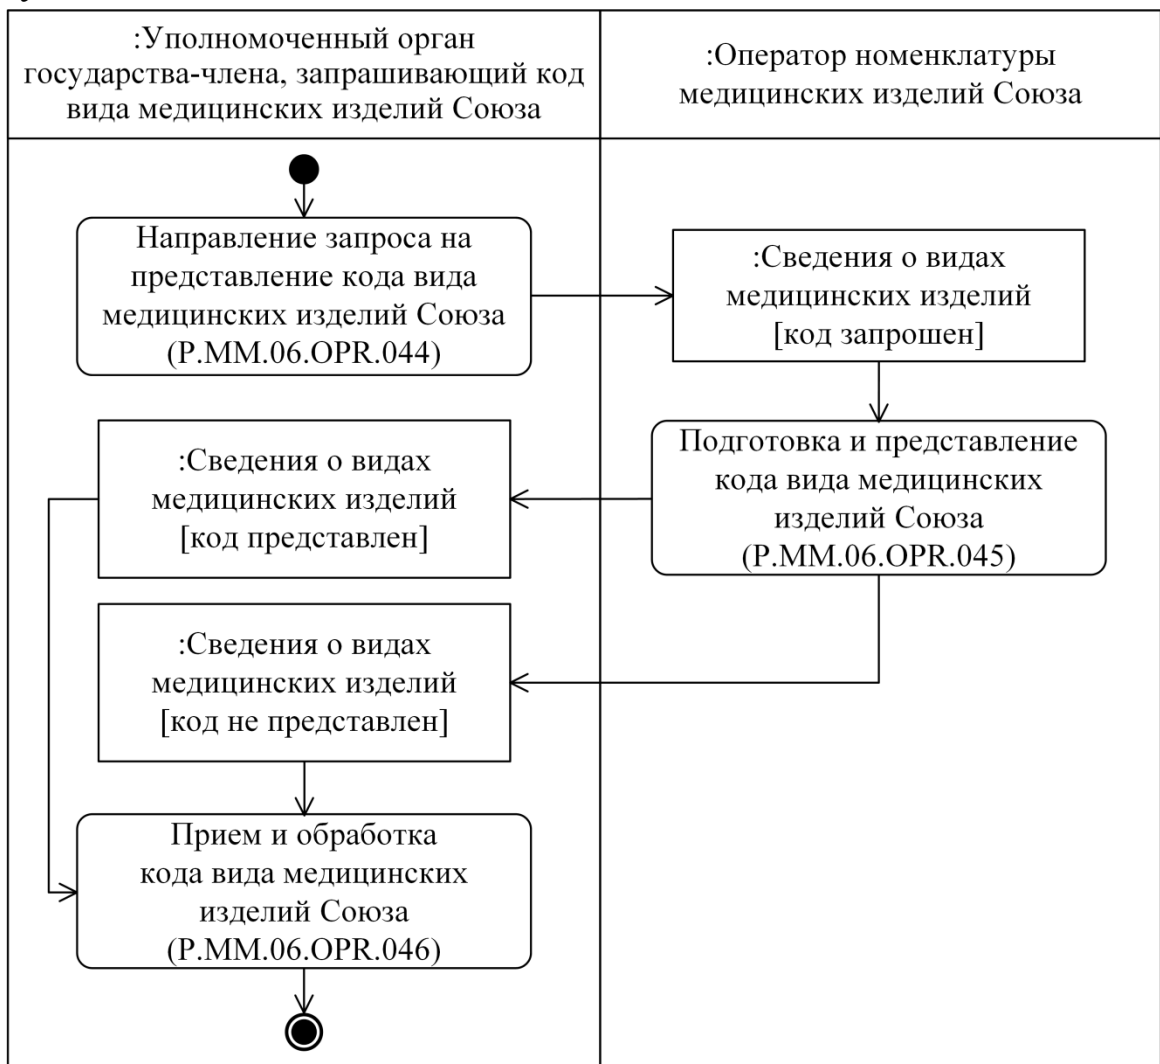 :Уполномоченный орган
государства-члена, запрашивающий код
вида медицинских изделий Союза
:Оператор номенклатуры
медицинских изделий Союза
Направление запроса на
представление кода вида
медицинских изделий Союза
(P.MM.06.OPR.044)
:Сведения о видах
медицинских изделий
[код запрошен]
:Сведения о видах
медицинских изделий
[код представлен]
Подготовка и представление
кода вида медицинских
изделий Союза
(P.MM.06.OPR.045)
:Сведения о видах
медицинских изделий
[код не представлен]
Прием и обработка
кода вида медицинских
изделий Союза
(P.MM.06.OPR.046)